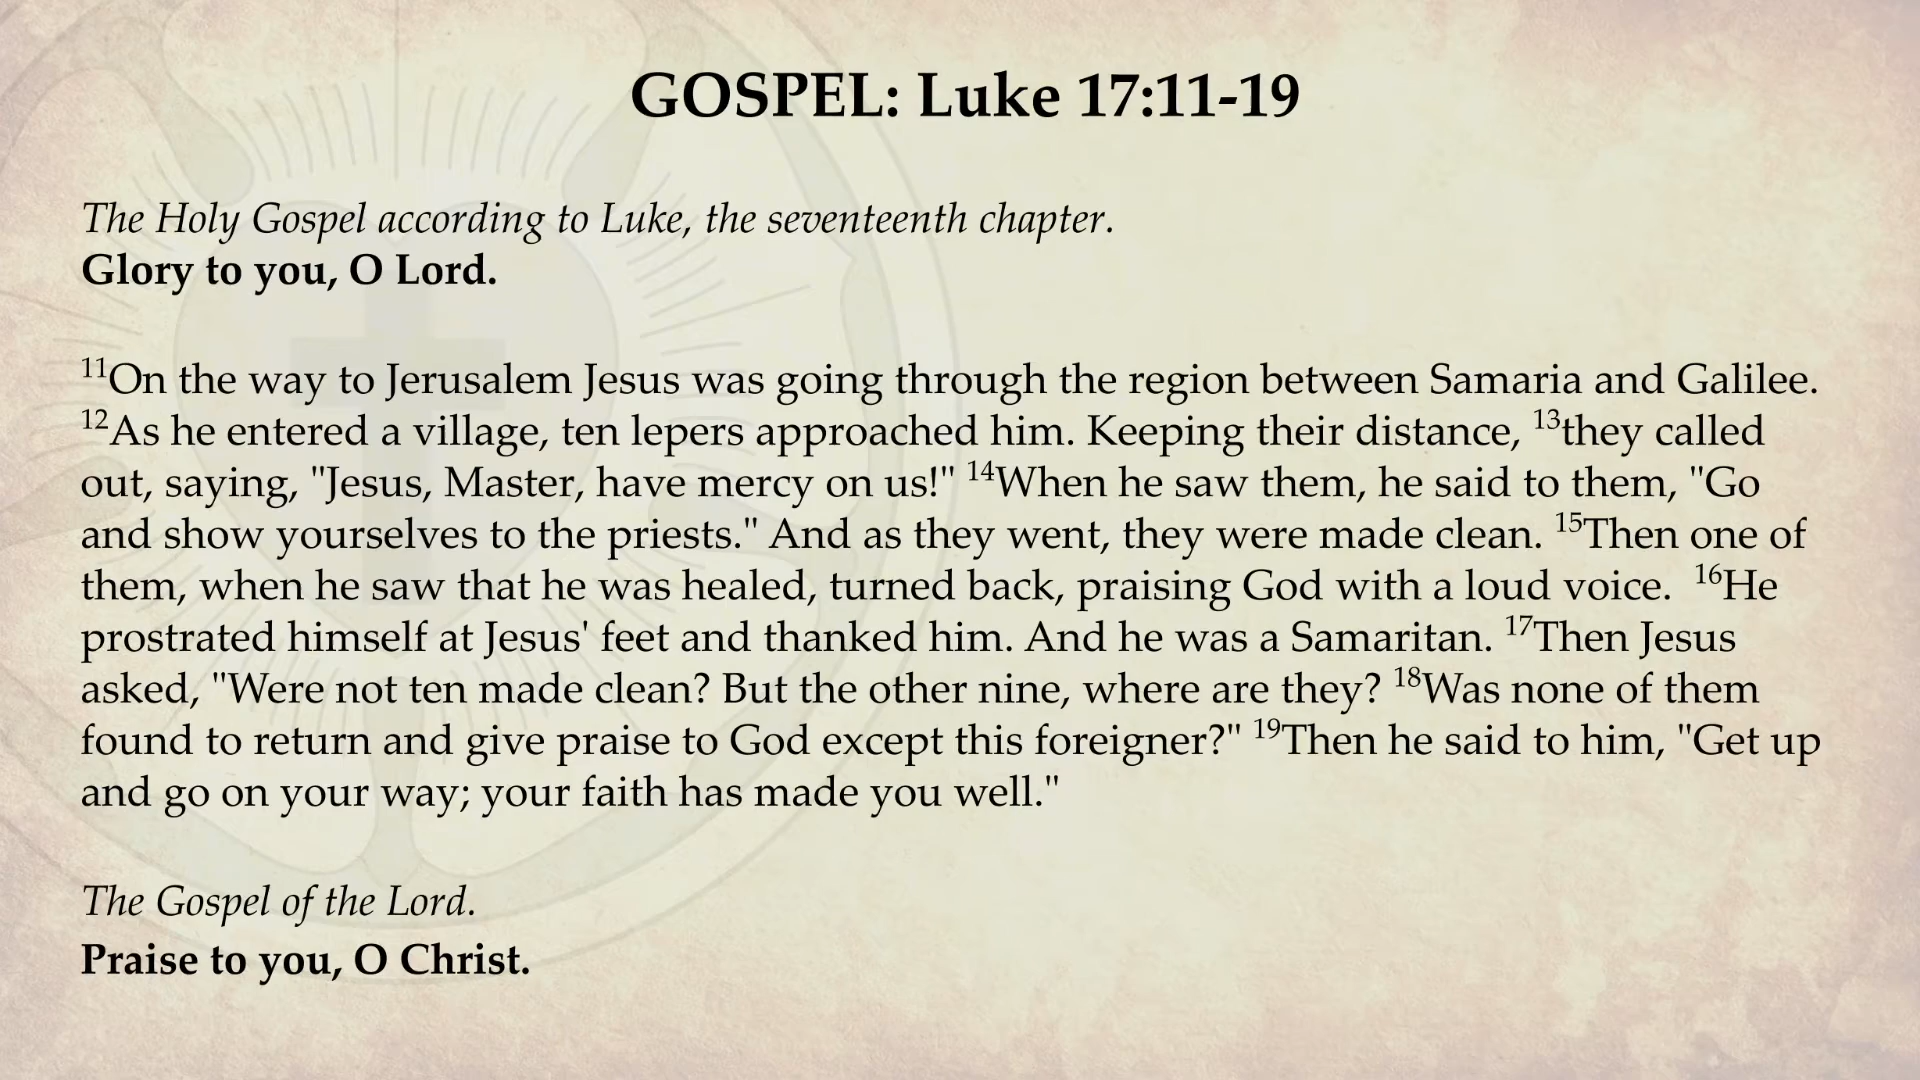 GOSPEL: Luke 17:11-19
The Holy Gospel according to Luke, the seventeenth chapter.
Glory to you, O Lord.
11On the way to Jerusalem Jesus was going through the region between Samaria and Galilee.
12As he entered a village, ten lepers approached him. Keeping their distance, 13they called
out, saying, "Jesus, Master, have mercy on us!" 14When he saw them, he said to them, "Go
and show yourselves to the priests." And as they went, they were made clean. 15Then one of
them, when he saw that he was healed, turned back, praising God with a loud voice.  16He
prostrated himself at Jesus' feet and thanked him. And he was a Samaritan. 17Then Jesus
asked, "Were not ten made clean? But the other nine, where are they? 18Was none of them
found to return and give praise to God except this foreigner?" 19Then he said to him, "Get up
and go on your way; your faith has made you well."
The Gospel of the Lord.
Praise to you, O Christ.